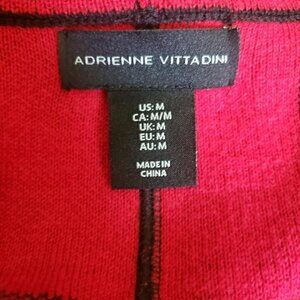 ADRIENNE VITTADINI
US: M
CA: M/M
UK: M
EU: M
AU: M
MADE IN
CHINA